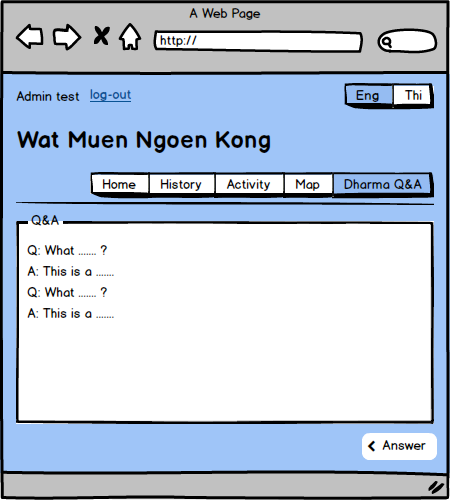 A Web Page
http://
Admin test log-out Eng Thi
Wat Muen Ngoen Kong
Home History Activity Map Dharma Q&A
Q&A
Q: What ....... ?
A: This is a .......
Q: What ....... ?
A: This is a .......
Answer